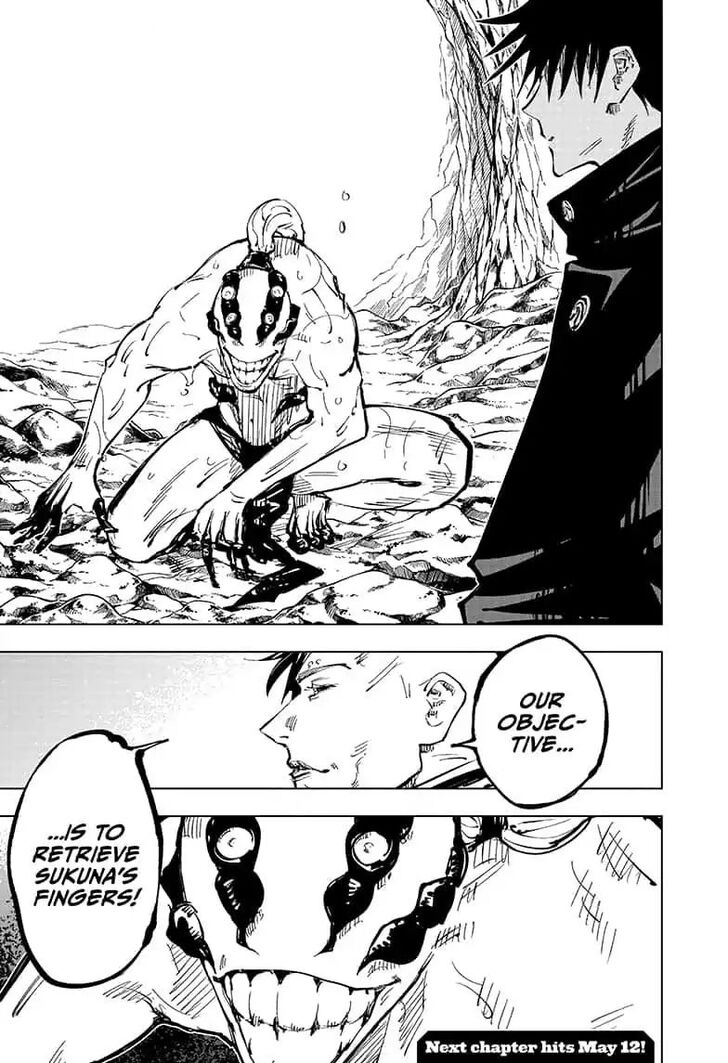 OUR
OBJEC-
TIVE...
...IS TO
RETRIEVE
SUKUNA'S
FINGERS!
Next chapter hits May 12!